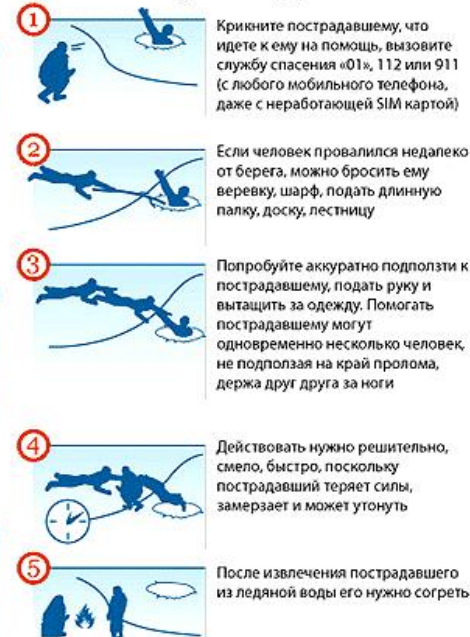 1
Крикните пострадавшему, что
идете к ему на помощь, вызовите
службу спасения «01», 112 или 911
(с любого мобильного телефона,
даже с неработающей SIM картой)
2
Если человек провалился недалеко
от берега, можно бросить ему
веревку, шарф, подать длинную
палку, доску, лестницу
3
Попробуйте аккуратно подползти к
пострадавшему, подать руку и
вытащить за одежду. Помогать
пострадавшему могут
одновременно несколько человек,
не подползая на край пролома,
держа друг друга за ноги
4
Действовать нужно решительно,
смело, быстро, поскольку
пострадавший теряет силы,
замерзает и может утонуть
5
После извлечения пострадавшего
из ледяной воды его нужно согреть